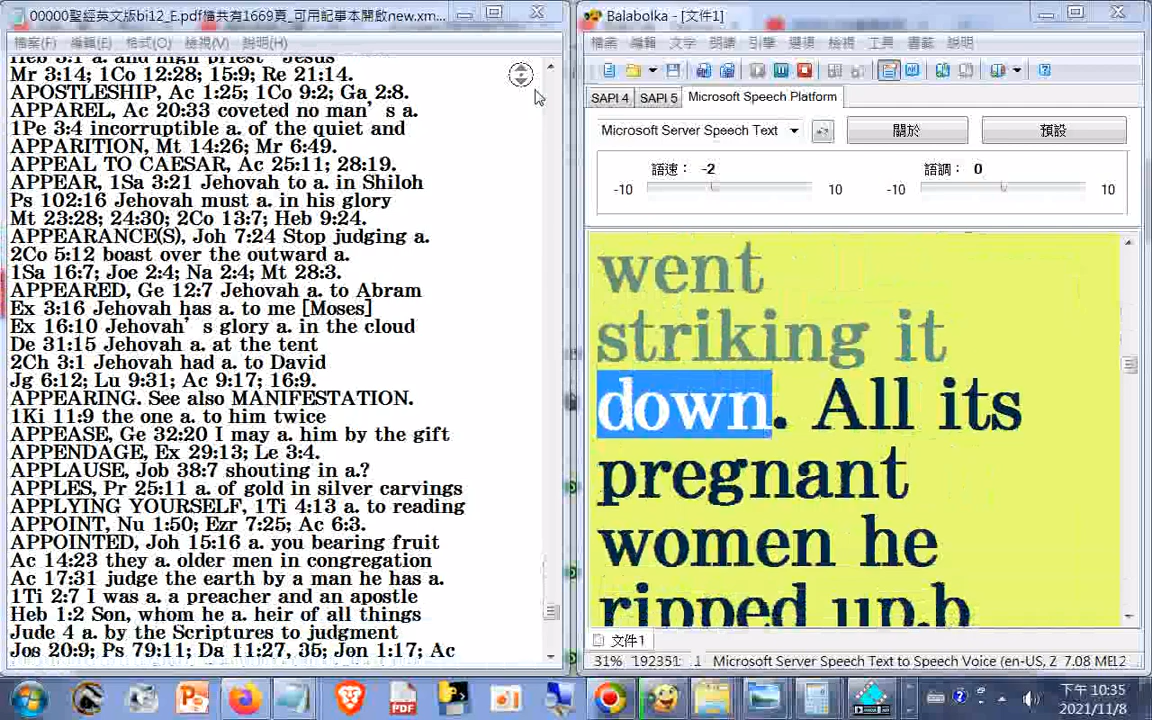 00000聖經英文版bi12_E.pdf檔共有1669頁_可用記事本開啟new.xm...
檔案(F) 編輯(E) 格式(O) 檢視(V) 說明(H)
Heb 3:1 a. and high priest Jesus
Mr 3:14; 1Co 12:28; 15:9; Re 21:14.
APOSTLESHIP, Ac 1:25; 1Co 9:2; Ga 2:8.
APPAREL, Ac 20:33 coveted no man’s a.
1Pe 3:4 incorruptible a. of the quiet and
APPARITION, Mt 14:26; Mr 6:49.
APPEAL TO CAESAR, Ac 25:11; 28:19.
APPEAR, 1Sa 3:21 Jehovah to a. in Shiloh
Ps 102:16 Jehovah must a. in his glory
Mt 23:28; 24:30; 2Co 13:7; Heb 9:24.
APPEARANCE(S), Joh 7:24 Stop judging a.
2Co 5:12 boast over the outward a.
1Sa 16:7; Joe 2:4; Na 2:4; Mt 28:3.
APPEARED, Ge 12:7 Jehovah a. to Abram
Ex 3:16 Jehovah has a. to me [Moses]
Ex 16:10 Jehovah’s glory a. in the cloud
De 31:15 Jehovah a. at the tent
2Ch 3:1 Jehovah had a. to David
Jg 6:12; Lu 9:31; Ac 9:17; 16:9.
APPEARING. See also MANIFESTATION.
1Ki 11:9 the one a. to him twice
APPEASE, Ge 32:20 I may a. him by the gift
APPENDAGE, Ex 29:13; Le 3:4.
APPLAUSE, Job 38:7 shouting in a.?
APPLES, Pr 25:11 a. of gold in silver carvings
APPLYING YOURSELF, 1Ti 4:13 a. to reading
APPOINT, Nu 1:50; Ezr 7:25; Ac 6:3.
APPOINTED, Joh 15:16 a. you bearing fruit
Ac 14:23 they a. older men in congregation
Ac 17:31 judge the earth by a man he has a.
1Ti 2:7 I was a. a preacher and an apostle
Heb 1:2 Son, whom he a. heir of all things
Jude 4 a. by the Scriptures to judgment
Jos 20:9; Ps 79:11; Da 11:27, 35; Jon 1:17; Ac
Balabolka - [文件1]
檔案 編輯 文字 朗讀 引擎 選項 檢視 工具 書籤 說明
SAPI 4 SAPI 5 Microsoft Speech Platform
Microsoft Server Speech Text 關於 預設
語速: -2 語調: 0
-10 10 -10 10
went
striking it
down. All its
pregnant
women he
ripped up.b
文件1
31% 192351: 1 Microsoft Server Speech Text to Speech Voice (en-US, Z 7.08 ME12
PDF
下午 10:35
2021/11/8